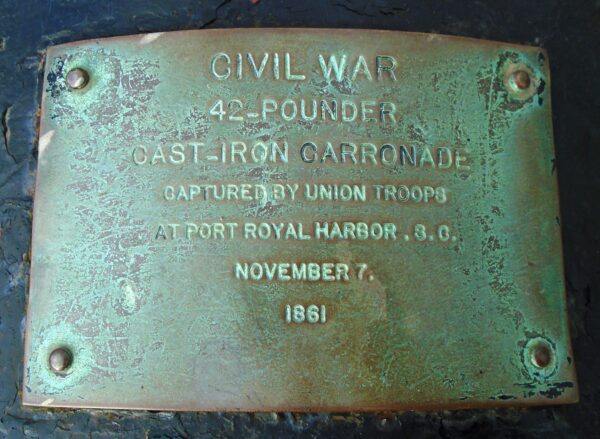 CIVIL WAR
42-POUNDER
CAST-IRON CARRONADE
CAPTURED BY UNION TROOPS
AT PORT ROYAL HARBOR. S.C.
NOVEMBER 7.
1861